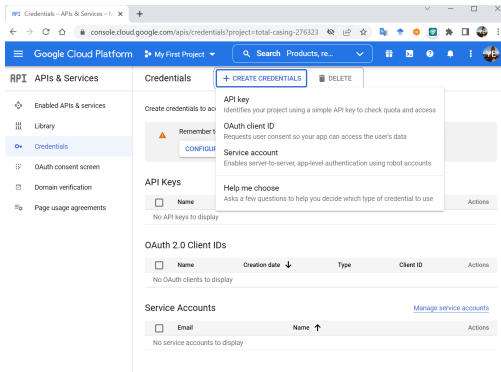 API Credentials – APIs & Services – M
console.cloud.google.com/apis/credentials?project=total-casing-276323
Google Cloud Platform
My First Project
Search Products, re...
API APIs & Services
Credentials
+ CREATE CREDENTIALS
DELETE
Enabled APIs & services
Library
Credentials
OAuth consent screen
Domain verification
Page usage agreements
Create credentials to ac
Remember t
CONFIGUR
API key
Identifies your project using a simple API key to check quota and access
OAuth client ID
Requests user consent so your app can access the user's data
Service account
Enables server-to-server, app-level authentication using robot accounts
Help me choose
Asks a few questions to help you decide which type of credential to use
API Keys
Name Actions
No API keys to display
OAuth 2.0 Client IDs
Name Creation date Type Client ID Actions
No OAuth clients to display
Service Accounts
Manage service accounts
Email Name Actions
No service accounts to display